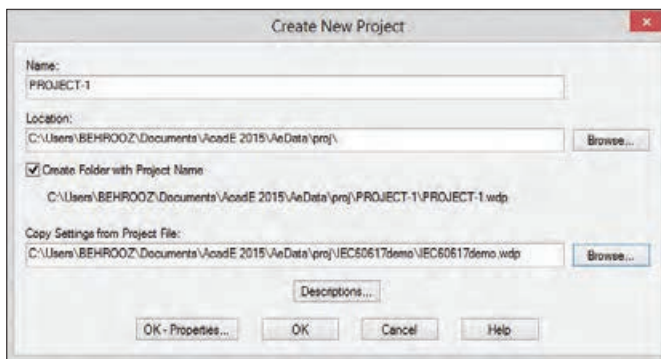 Create New Project
x
Name:
PROJECT-1
Location:
C:\Users\BEHROOZ\Documents\AcadE 2015\AeData\proj\
Browse...
Create Folder with Project Name
C:\Users\BEHROOZ\Documents\AcadE 2015\AeData\proj\PROJECT-1\PROJECT-1.wdp
Copy Settings from Project File:
C:\Users\BEHROOZ\Documents\AcadE 2015\AeData\proj\IEC60617demo\IEC60617demo.wdp
Browse...
Descriptions...
OK - Properties... OK Cancel Help